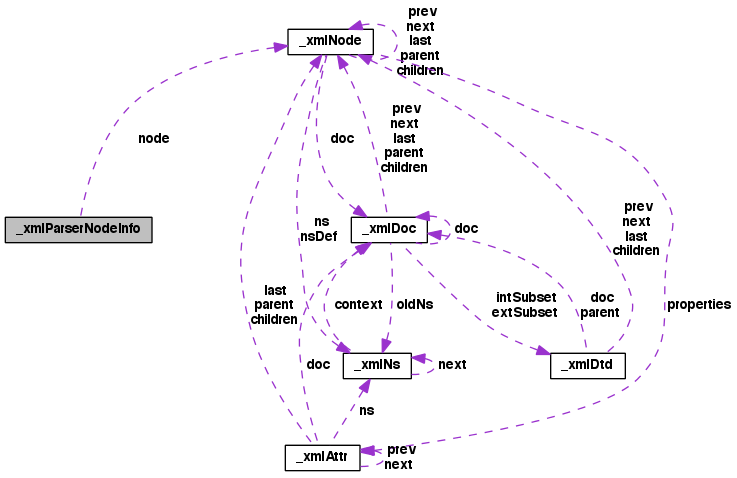 prev
next
last
parent
children
_xmlNode
node
doc
prev
next
last
parent
children
_xmlParserNodeInfo
ns
nsDef
_xmlDoc
doc
prev
next
last
children
last
parent
children
context
oldNs
intSubset
extSubset
doc
parent
properties
doc
_xmlNs
next
_xmlDtd
ns
_xmlAttr
prev
next